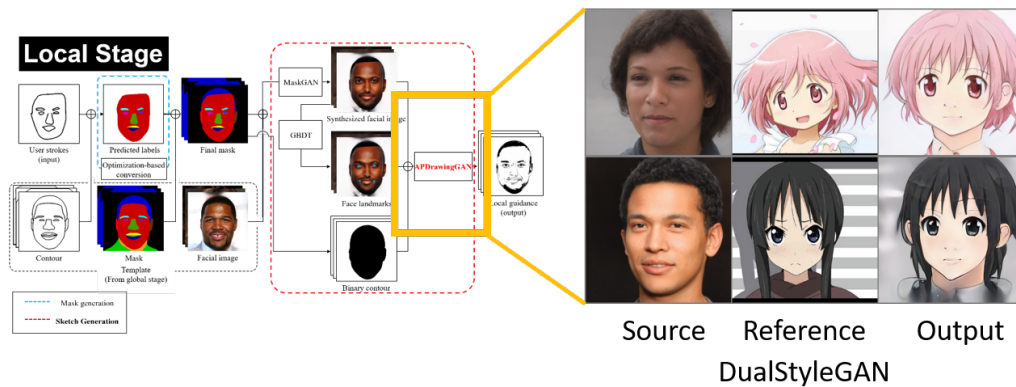 Local Stage
User strokes
(input)
Predicted labels
Optimization-based
conversion
Final mask
MaskGAN
GBDT
Synthesized facial image
Face landmarks
APDrawingGAN
Local guidance
(output)
Contour
Mask
Template
(From global stage)
Facial image
Binary contour
Mask generation
Sketch Generation
Source
Reference
Output
DualStyleGAN